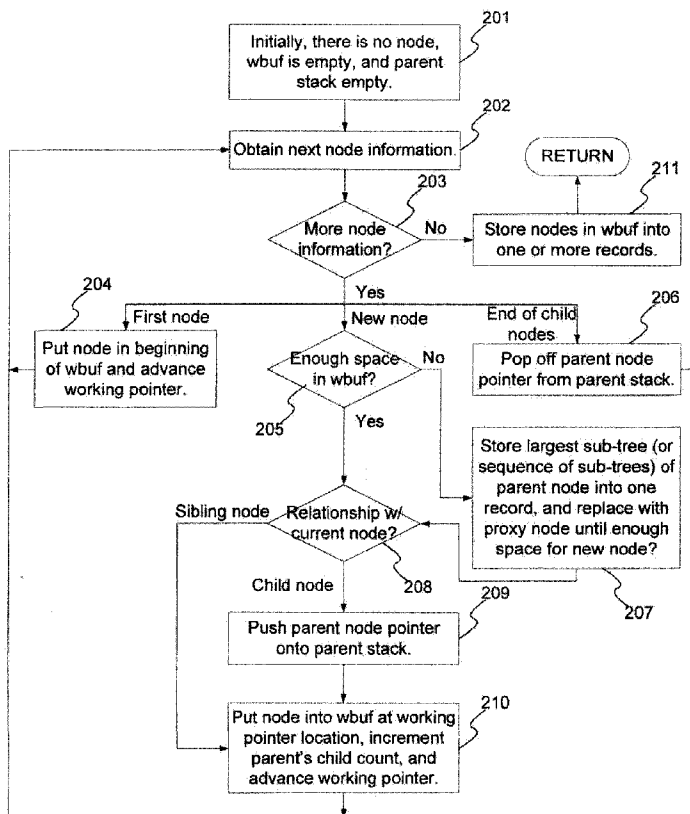 201
Initially, there is no node,
wbuf is empty, and parent
stack empty.
202
Obtain next node information.
RETURN
203
211
More node
information?
No
Store nodes in wbuf into
one or more records.
204
Yes
206
First node
New node
End of child
nodes
Put node in beginning
of wbuf and advance
working pointer.
Enough space
in wbuf?
No
Pop off parent node
pointer from parent stack.
205
Yes
Store largest sub-tree (or
sequence of sub-trees) of
parent node into one
record, and replace with
proxy node until enough
space for new node?
Sibling node
Relationship w/
current node?
208
207
Child node
209
Push parent node pointer
onto parent stack.
210
Put node into wbuf at working
pointer location, increment
parent's child count, and
advance working pointer.